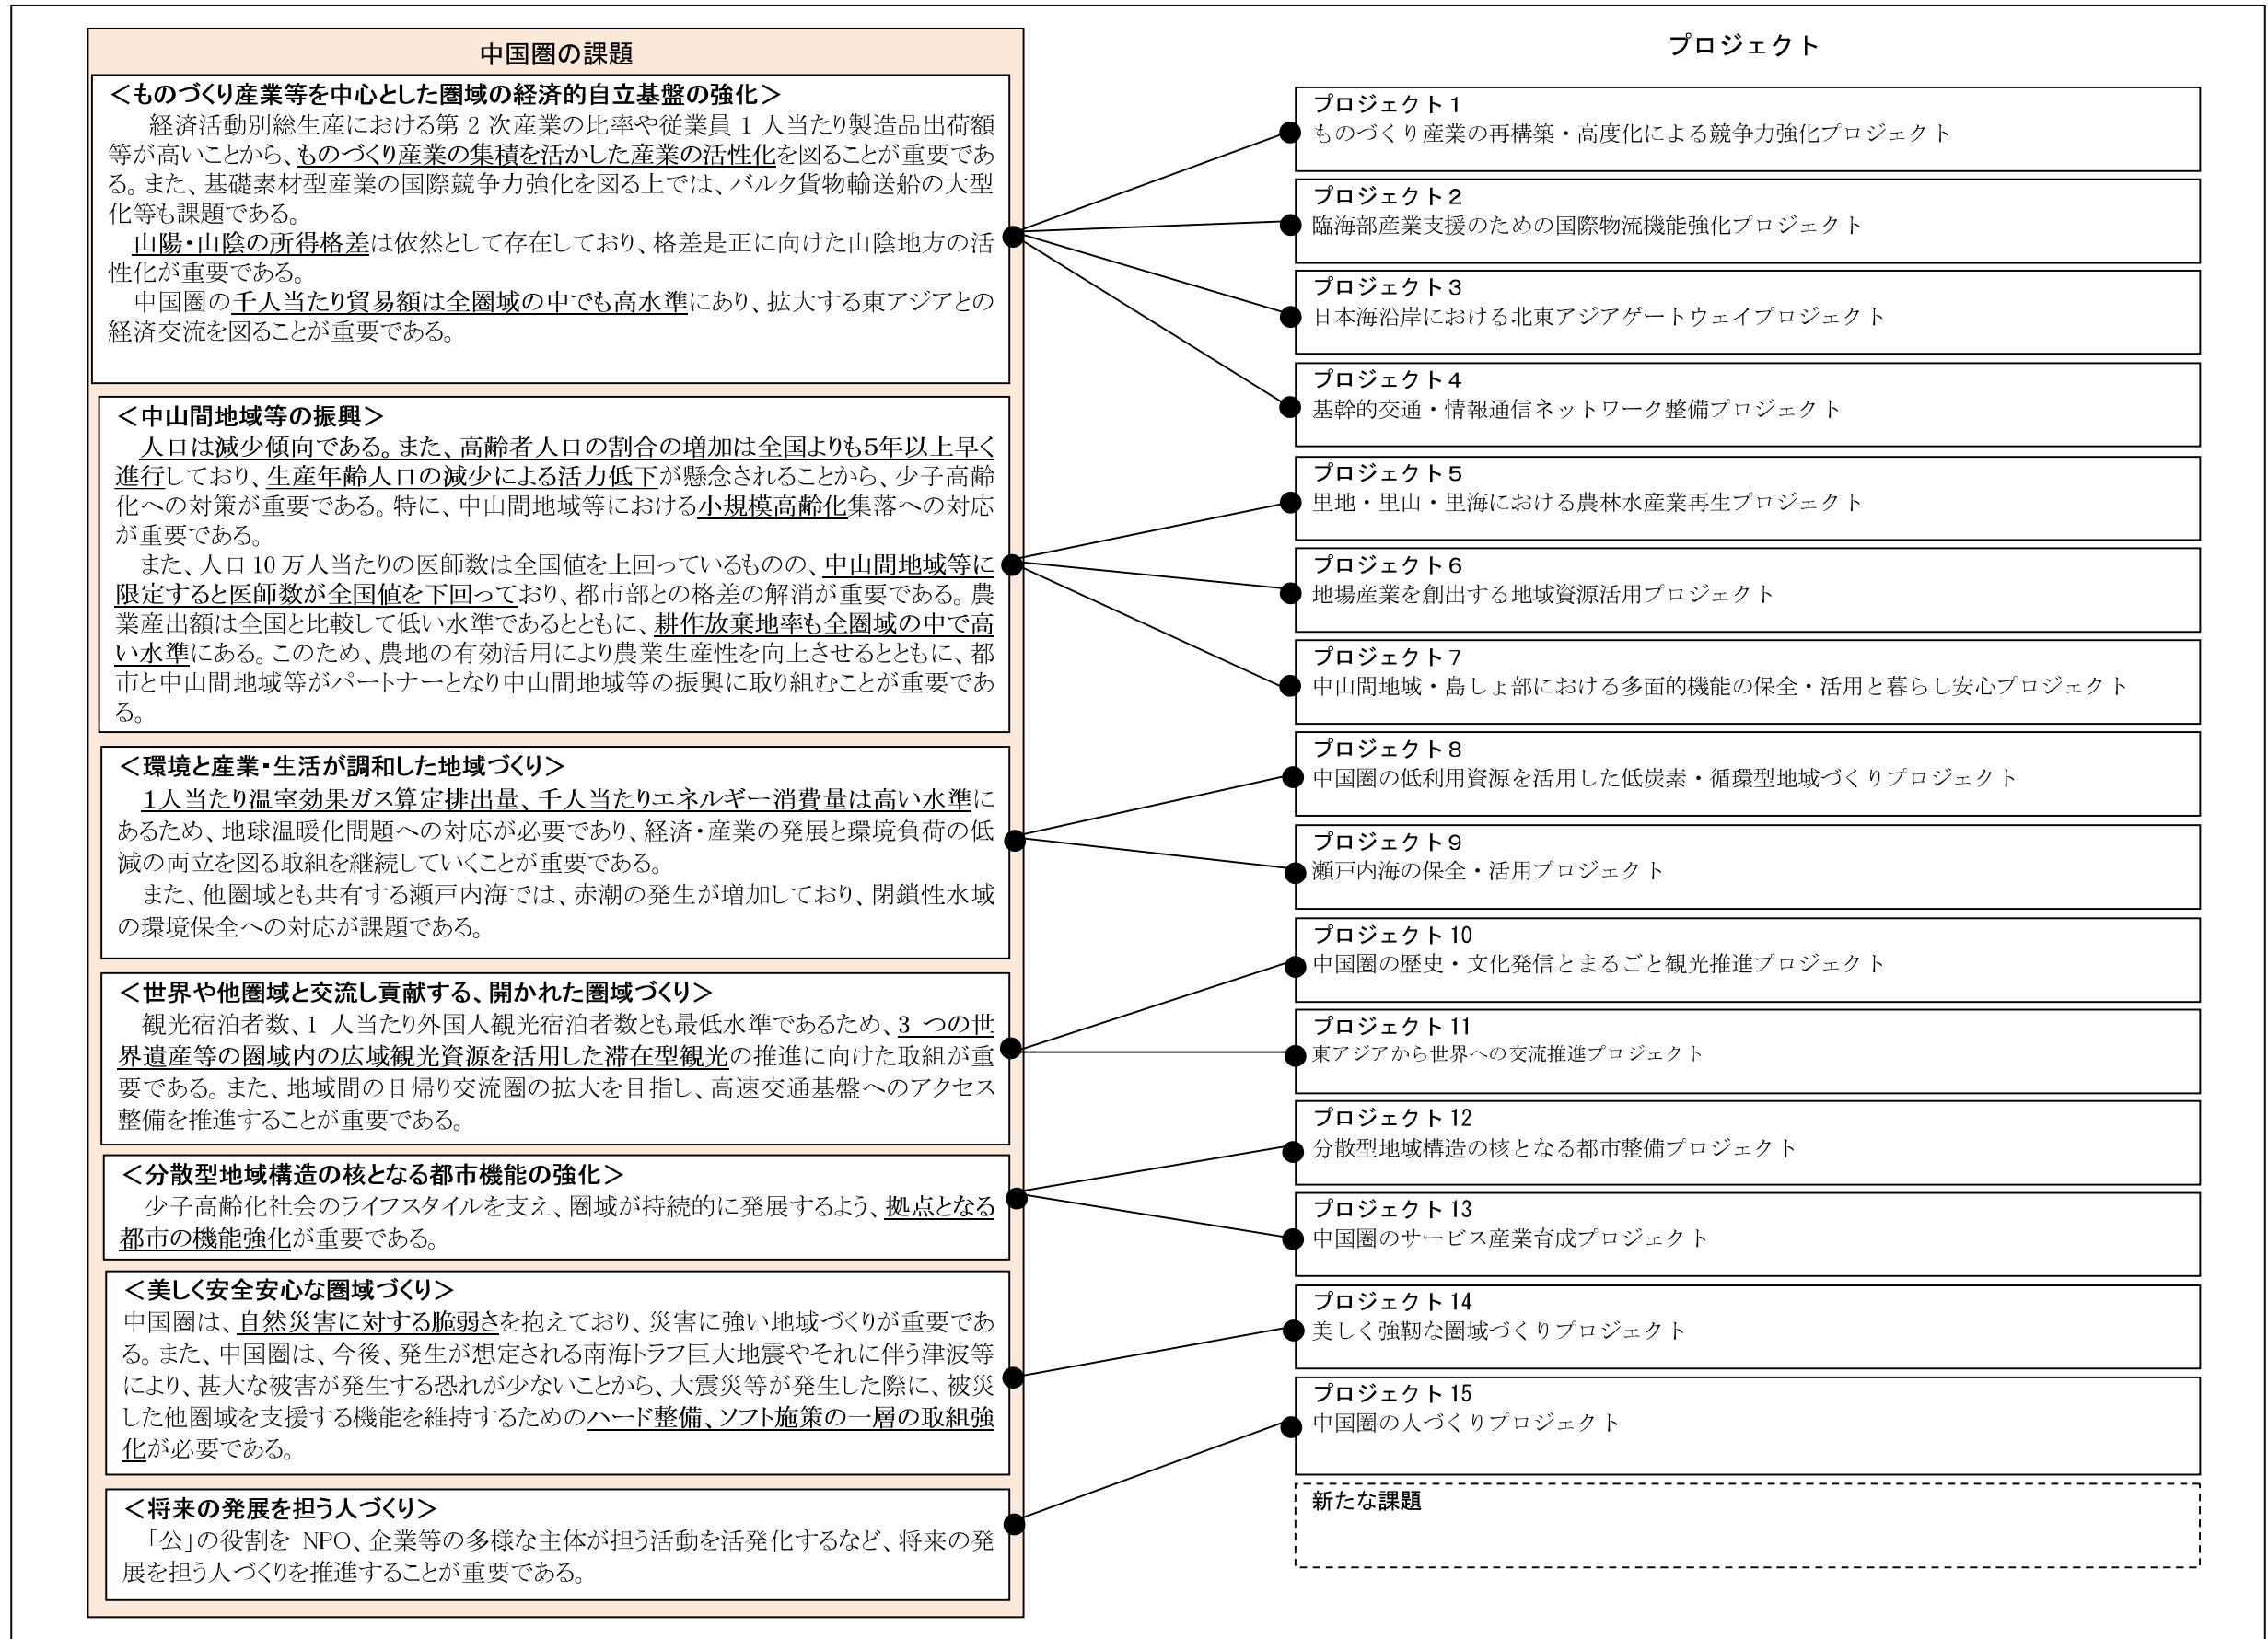 中国圏の課題
＜ものづくり産業等を中心とした圏域の経済的自立基盤の強化＞
経済活動別総生産における第 2 次産業の比率や従業員 1 人当たり製造品出荷額
等が高いことから、ものづくり産業の集積を活かした産業の活性化を図ることが重要であ
る。また、基礎素材型産業の国際競争力強化を図る上では、バルク貨物輸送船の大型
化等も課題である。
山陽・山陰の所得格差は依然として存在しており、格差是正に向けた山陰地方の活
性化が重要である。
中国圏の千人当たり貿易額は全圏域の中でも高水準にあり、拡大する東アジアとの
経済交流を図ることが重要である。
＜中山間地域等の振興＞
人口は減少傾向である。また、高齢者人口の割合の増加は全国よりも5年以上早く
進行しており、生産年齢人口の減少による活力低下が懸念されることから、少子高齢
化への対策が重要である。特に、中山間地域等における小規模高齢化集落への対応
が重要である。
また、人口 10 万人当たりの医師数は全国値を上回っているものの、中山間地域等に
限定すると医師数が全国値を下回っており、都市部との格差の解消が重要である。農
業産出額は全国と比較して低い水準であるとともに、耕作放棄地率も全圏域の中で高
い水準にある。このため、農地の有効活用により農業生産性を向上させるとともに、都
市と中山間地域等がパートナーとなり中山間地域等の振興に取り組むことが重要であ
る。
＜環境と産業・生活が調和した地域づくり＞
1人当たり温室効果ガス算定排出量、千人当たりエネルギー消費量は高い水準に
あるため、地球温暖化問題への対応が必要であり、経済・産業の発展と環境負荷の低
減の両立を図る取組を継続していくことが重要である。
また、他圏域とも共有する瀬戸内海では、赤潮の発生が増加しており、閉鎖性水域
の環境保全への対応が課題である。
＜世界や他圏域と交流し貢献する、開かれた圏域づくり＞
観光宿泊者数、1 人当たり外国人観光宿泊者数とも最低水準であるため、3 つの世
界遺産等の圏域内の広域観光資源を活用した滞在型観光の推進に向けた取組が重
要である。また、地域間の日帰り交流圏の拡大を目指し、高速交通基盤へのアクセス
整備を推進することが重要である。
＜分散型地域構造の核となる都市機能の強化＞
少子高齢化社会のライフスタイルを支え、圏域が持続的に発展するよう、拠点となる
都市の機能強化が重要である。
＜美しく安全安心な圏域づくり＞
中国圏は、自然災害に対する脆弱さを抱えており、災害に強い地域づくりが重要であ
る。また、中国圏は、今後、発生が想定される南海トラフ巨大地震やそれに伴う津波等
により、甚大な被害が発生する恐れが少ないことから、大震災等が発生した際に、被災
した他圏域を支援する機能を維持するためのハード整備、ソフト施策の一層の取組強
化が必要である。
＜将来の発展を担う人づくり＞
「公」の役割を NPO、企業等の多様な主体が担う活動を活発化するなど、将来の発
展を担う人づくりを推進することが重要である。
プロジェクト
プロジェクト１
ものづくり産業の再構築・高度化による競争力強化プロジェクト
プロジェクト２
臨海部産業支援のための国際物流機能強化プロジェクト
プロジェクト３
日本海沿岸における北東アジアゲートウェイプロジェクト
プロジェクト４
基幹的交通・情報通信ネットワーク整備プロジェクト
プロジェクト５
里地・里山・里海における農林水産業再生プロジェクト
プロジェクト６
地場産業を創出する地域資源活用プロジェクト
プロジェクト７
中山間地域・島しょ部における多面的機能の保全・活用と暮らし安心プロジェクト
プロジェクト８
中国圏の低利用資源を活用した低炭素・循環型地域づくりプロジェクト
プロジェクト９
瀬戸内海の保全・活用プロジェクト
プロジェクト10
中国圏の歴史・文化発信とまるごと観光推進プロジェクト
プロジェクト11
東アジアから世界への交流推進プロジェクト
プロジェクト12
分散型地域構造の核となる都市整備プロジェクト
プロジェクト13
中国圏のサービス産業育成プロジェクト
プロジェクト14
美しく強靭な圏域づくりプロジェクト
プロジェクト15
中国圏の人づくりプロジェクト
新たな課題